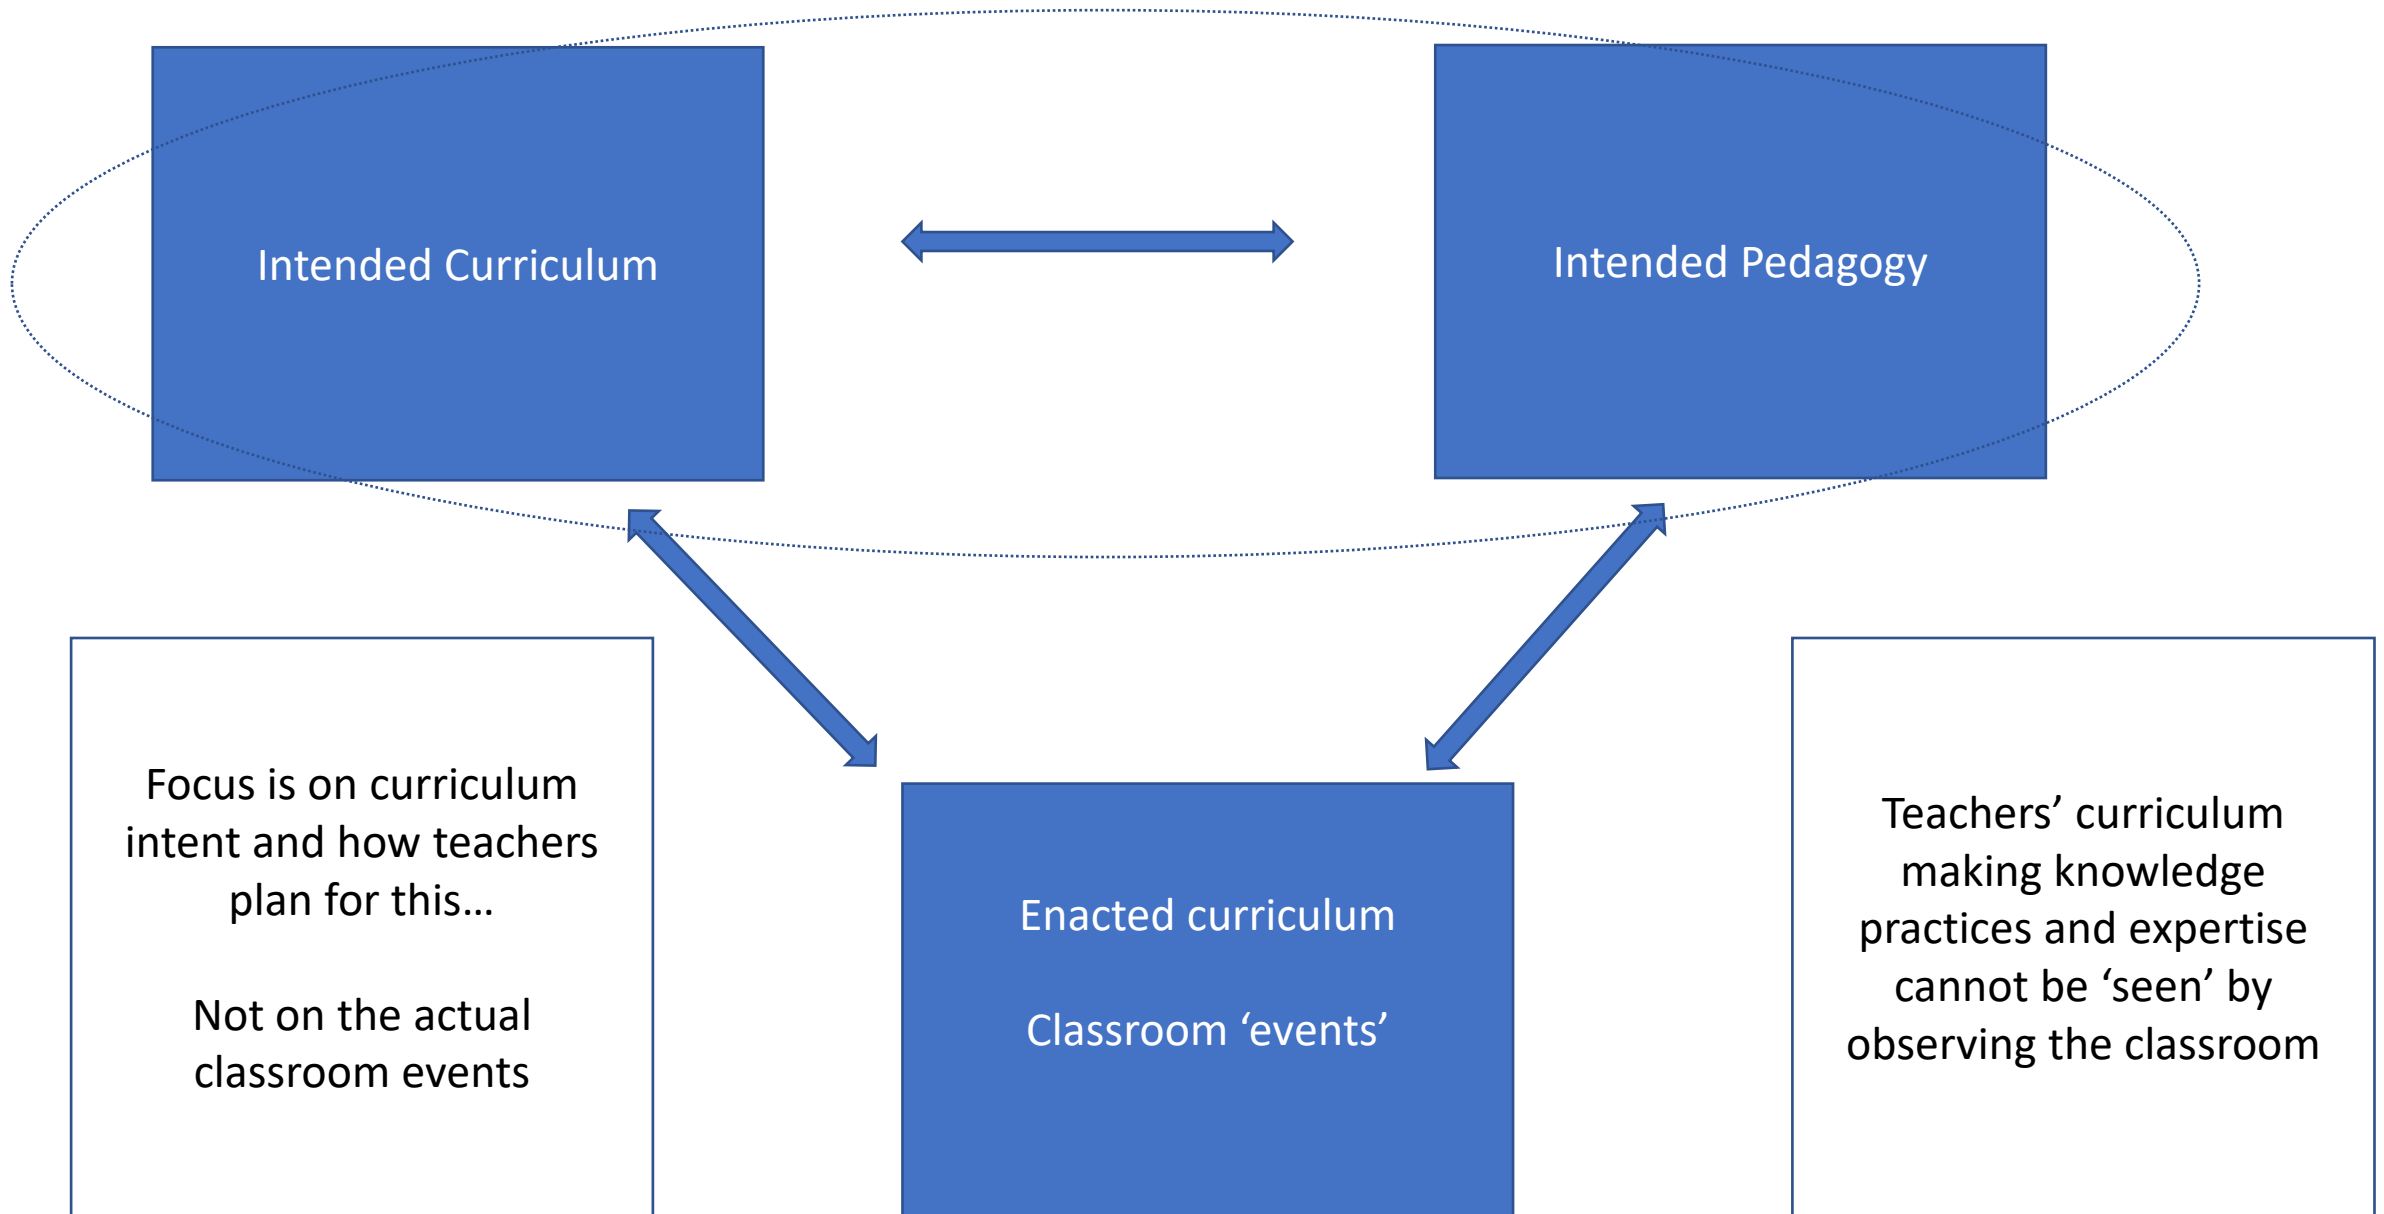 Intended Curriculum
Intended Pedagogy
Focus is on curriculum
intent and how teachers
plan for this…
Not on the actual
classroom events
Enacted curriculum
Classroom ‘events’
Teachers’ curriculum
making knowledge
practices and expertise
cannot be ‘seen’ by
observing the classroom